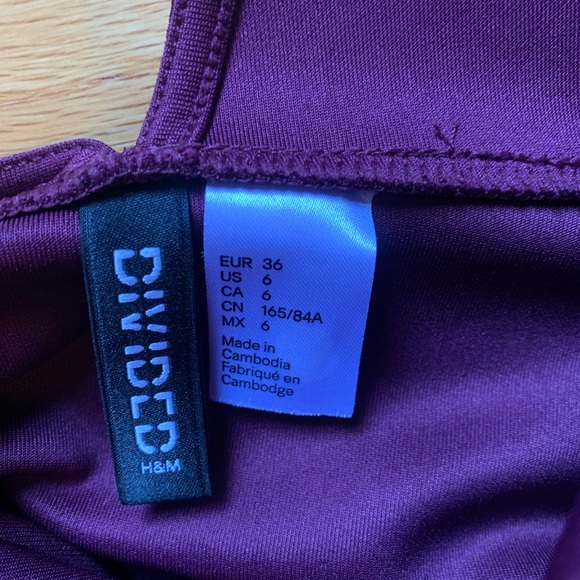 DIVIDED
H&M
EUR 36
US 6
CA 6
CN 165/84A
MX 6
Made in
Cambodia
Fabriqué en
Cambodge